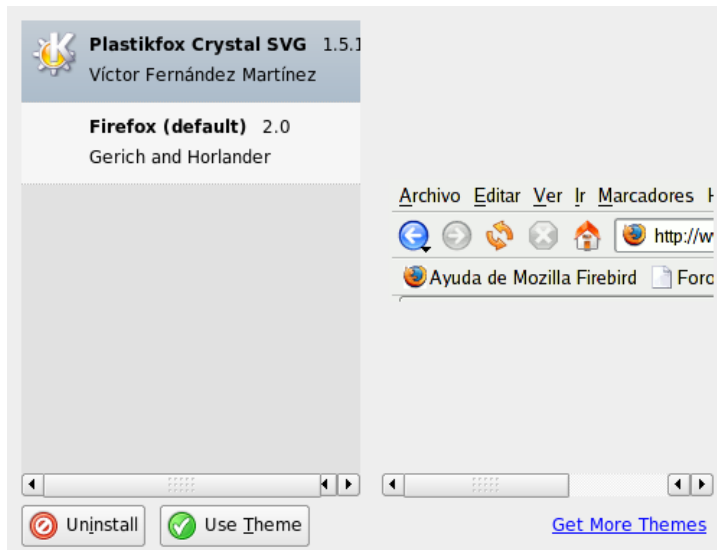 Plastikfox Crystal SVG 1.5.1
Víctor Fernández Martínez
Firefox (default) 2.0
Gerich and Horlander
Archivo Editar Ver Ir Marcadores
http://w
Ayuda de Mozilla Firebird Foro
Uninstall
Use Theme
Get More Themes